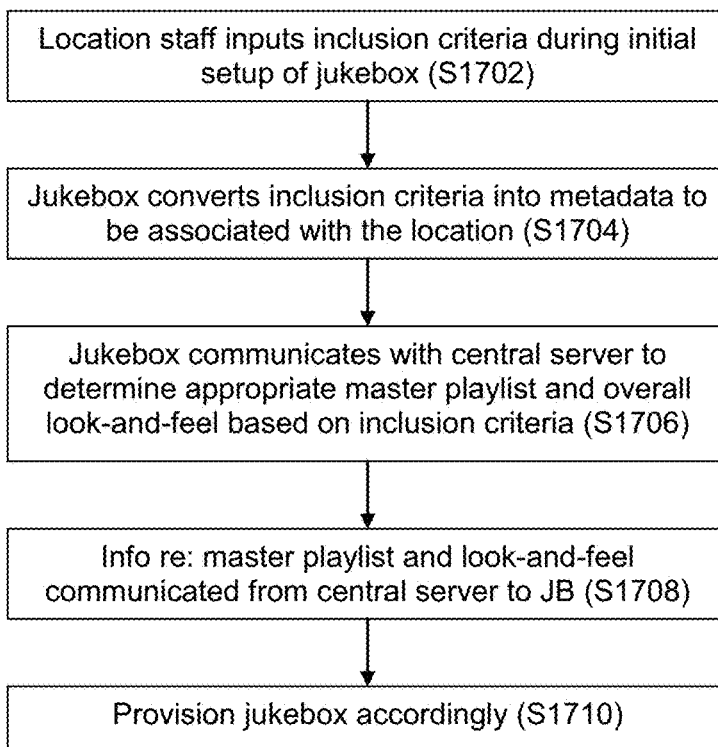 Location staff inputs inclusion criteria during initial
setup of jukebox (S1702)
Jukebox converts inclusion criteria into metadata to
be associated with the location (S1704)
Jukebox communicates with central server to
determine appropriate master playlist and overall
look-and-feel based on inclusion criteria (S1706)
Info re: master playlist and look-and-feel
communicated from central server to JB (S1708)
Provision jukebox accordingly (S1710)